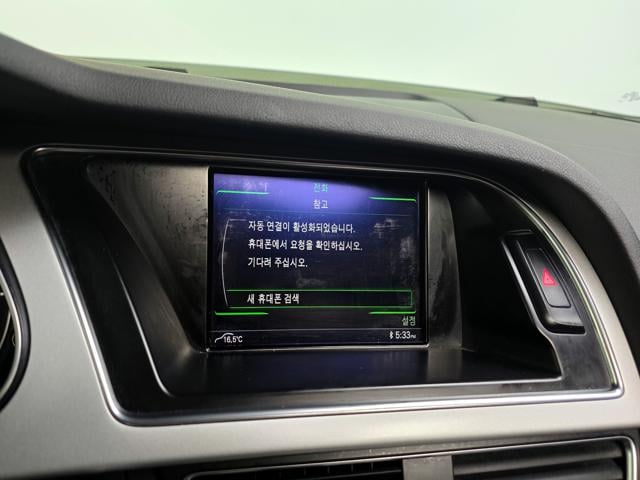 전화
참고
자동 연결이 활성화되었습니다.
휴대폰에서 요청을 확인하십시오.
기다려 주십시오.
새 휴대폰 검색
설정
16,5°C
5:33PM